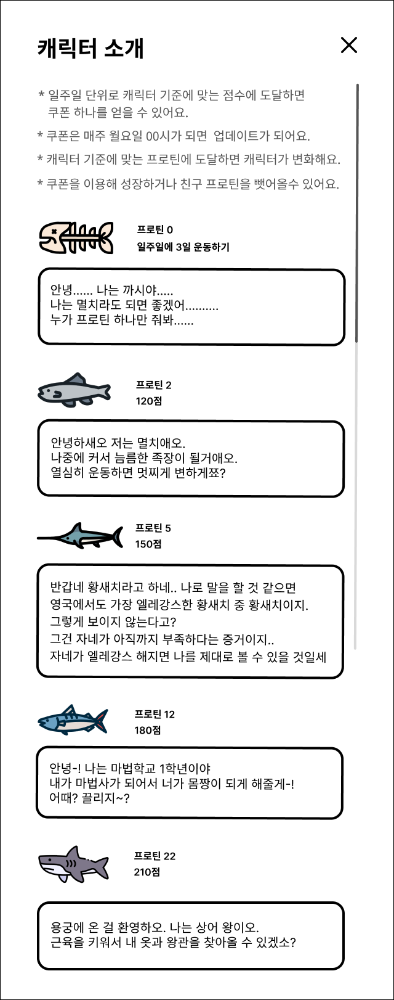 캐릭터 소개
* 일주일 단위로 캐릭터 기준에 맞는 점수에 도달하면
쿠폰 하나를 얻을 수 있어요.
* 쿠폰은 매주 월요일 00시가 되면  업데이트가 되어요.
* 캐릭터 기준에 맞는 프로틴에 도달하면 캐릭터가 변화해요.
* 쿠폰을 이용해 성장하거나 친구 프로틴을 뺏어올수 있어요.
프로틴 0
일주일에 3일 운동하기
안녕...... 나는 까시야.....
나는 멸치라도 되면 좋겠어..........
누가 프로틴 하나만 줘봐......
프로틴 2
120점
안녕하새오 저는 멸치애오.
나중에 커서 늠름한 족장이 될거애오.
열심히 운동하면 멋찌게 변하게쬬?
프로틴 5
150점
반갑네 황새치라고 하네.. 나로 말을 할 것 같으면
영국에서도 가장 엘레강스한 황새치 중 황새치이지.
그렇게 보이지 않는다고?
그건 자네가 아직까지 부족하다는 증거이지..
자네가 엘레강스 해지면 나를 제대로 볼 수 있을 것일세
프로틴 12
180점
안녕-! 나는 마법학교 1학년이야
내가 마법사가 되어서 너가 몸짱이 되게 해줄게-!
어때? 끌리지~?
프로틴 22
210점
용궁에 온 걸 환영하오. 나는 상어 왕이오.
근육을 키워서 내 옷과 왕관을 찾아올 수 있겠소?